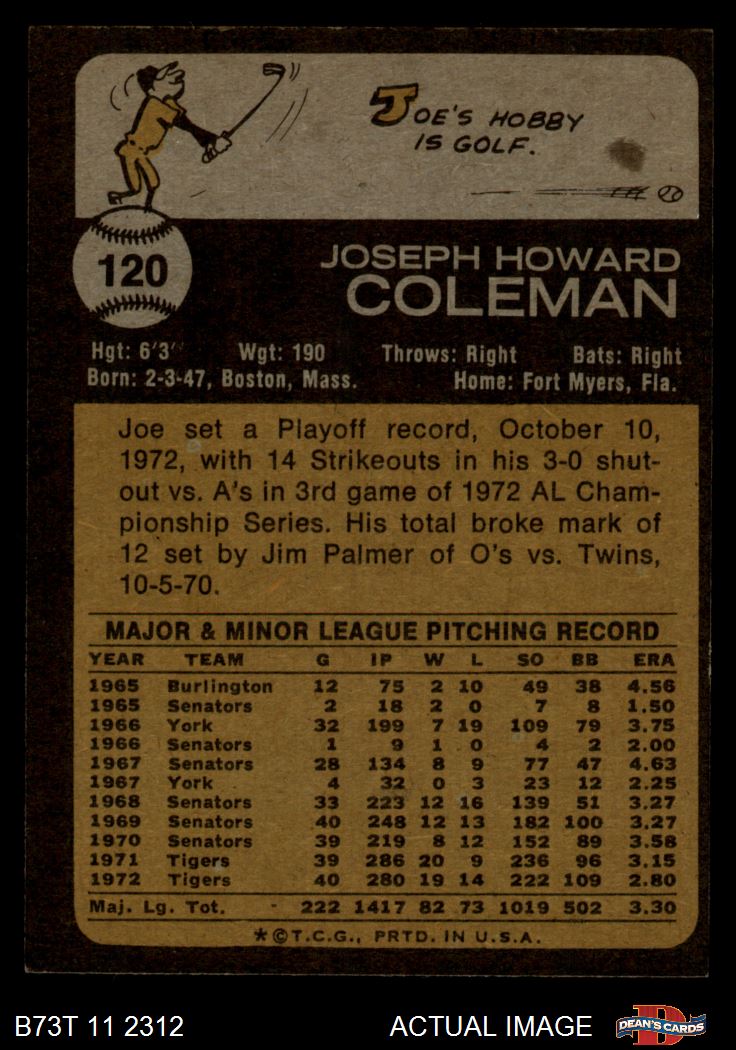 JOE'S HOBBY
IS GOLF.
120
JOSEPH HOWARD
COLEMAN
Hgt: 6'3" Wgt: 190 Throws: Right Bats: Right
Born: 2-3-47, Boston, Mass. Home: Fort Myers, Fla.
Joe set a Playoff record, October 10,
1972, with 14 Strikeouts in his 3-0 shut-
out vs. A's in 3rd game of 1972 AL Cham-
pionship Series. His total broke mark of
12 set by Jim Palmer of O's vs. Twins,
10-5-70.
MAJOR & MINOR LEAGUE PITCHING RECORD
YEAR TEAM G IP W L SO BB ERA
1965 Burlington 12 75 2 10 49 38 4.56
1965 Senators 2 18 2 0 7 8 1.50
1966 York 32 199 7 19 109 79 3.75
1966 Senators 1 9 1 0 4 2 2.00
1967 Senators 28 134 8 9 77 47 4.63
1967 York 4 32 0 3 23 12 2.25
1968 Senators 33 223 12 16 139 51 3.27
1969 Senators 40 248 12 13 182 100 3.27
1970 Senators 39 219 8 12 152 89 3.58
1971 Tigers 39 286 20 9 236 96 3.15
1972 Tigers 40 280 19 14 222 109 2.80
Maj. Lg. Tot. 222 1417 82 73 1019 502 3.30
*©T.C.G., PRTD. IN U.S.A.
B73T 11 2312 ACTUAL IMAGE D DEAN'S CARDS